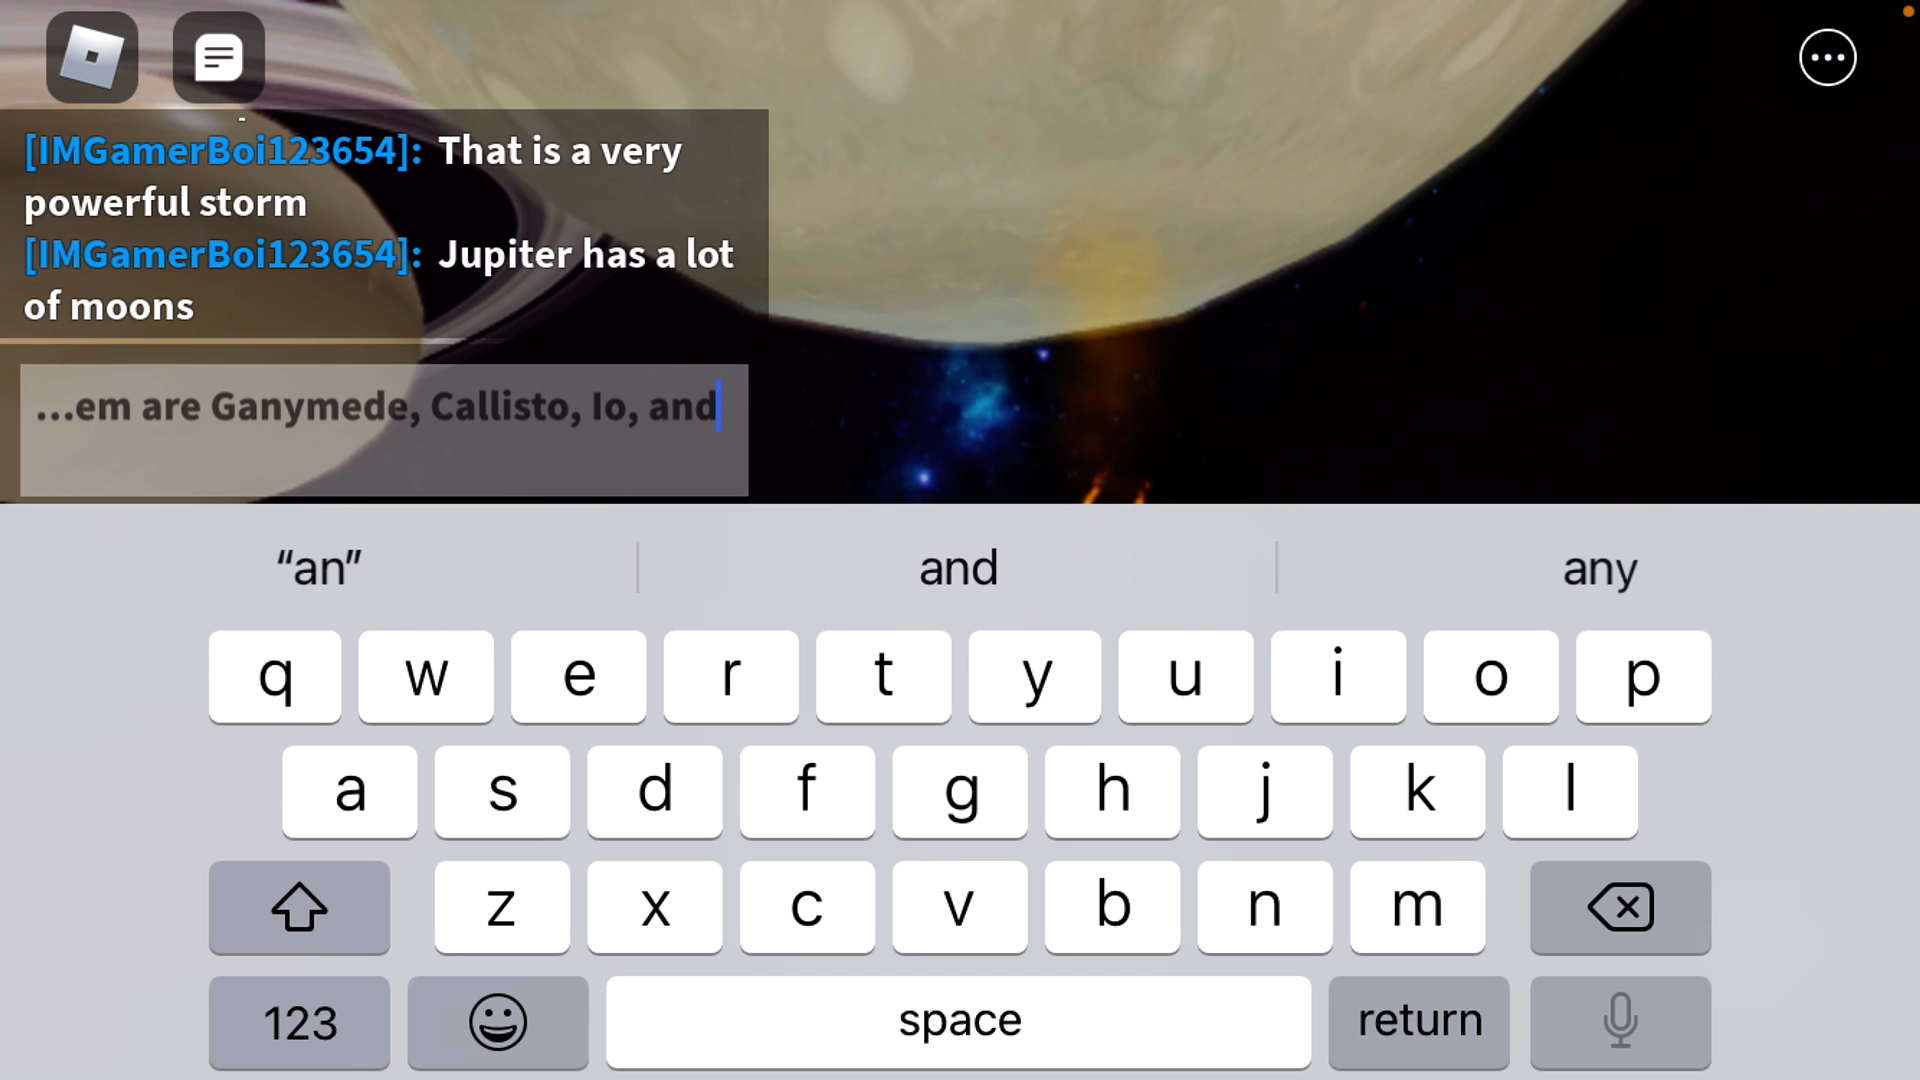 [IMGamerBoi123654]: That is a very
powerful storm
[IMGamerBoi123654]: Jupiter has a lot
of moons
...em are Ganymede, Callisto, Io, and
“an” and any
q w e r t y u i o p
a s d f g h j k l
z x c v b n m
123 space return